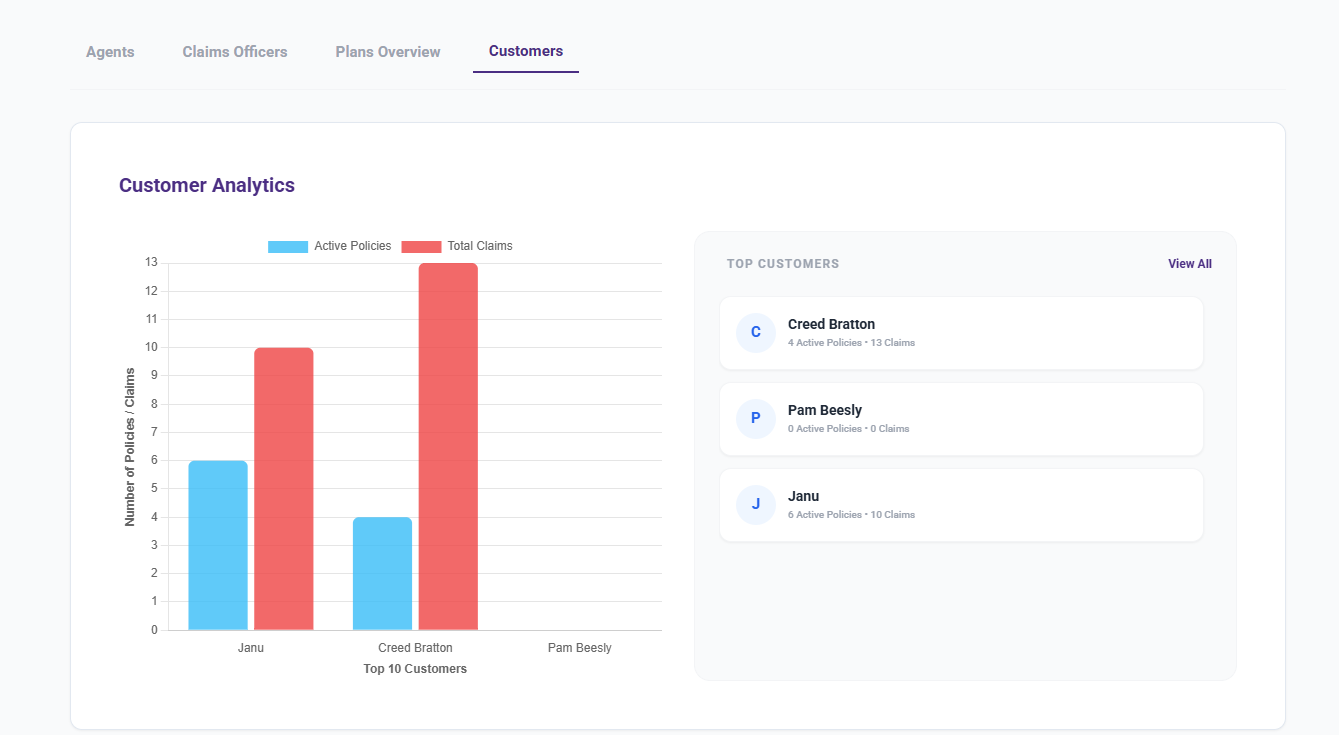 Agents Claims Officers Plans Overview Customers
Customer Analytics
Active Policies Total Claims
13
12
11
10
9
8
7
6
5
4
3
2
1
0
Number of Policies / Claims
Janu Creed Bratton Pam Beesly
Top 10 Customers
TOP CUSTOMERS View All
C
Creed Bratton
4 Active Policies • 13 Claims
P
Pam Beesly
0 Active Policies • 0 Claims
J
Janu
6 Active Policies • 10 Claims